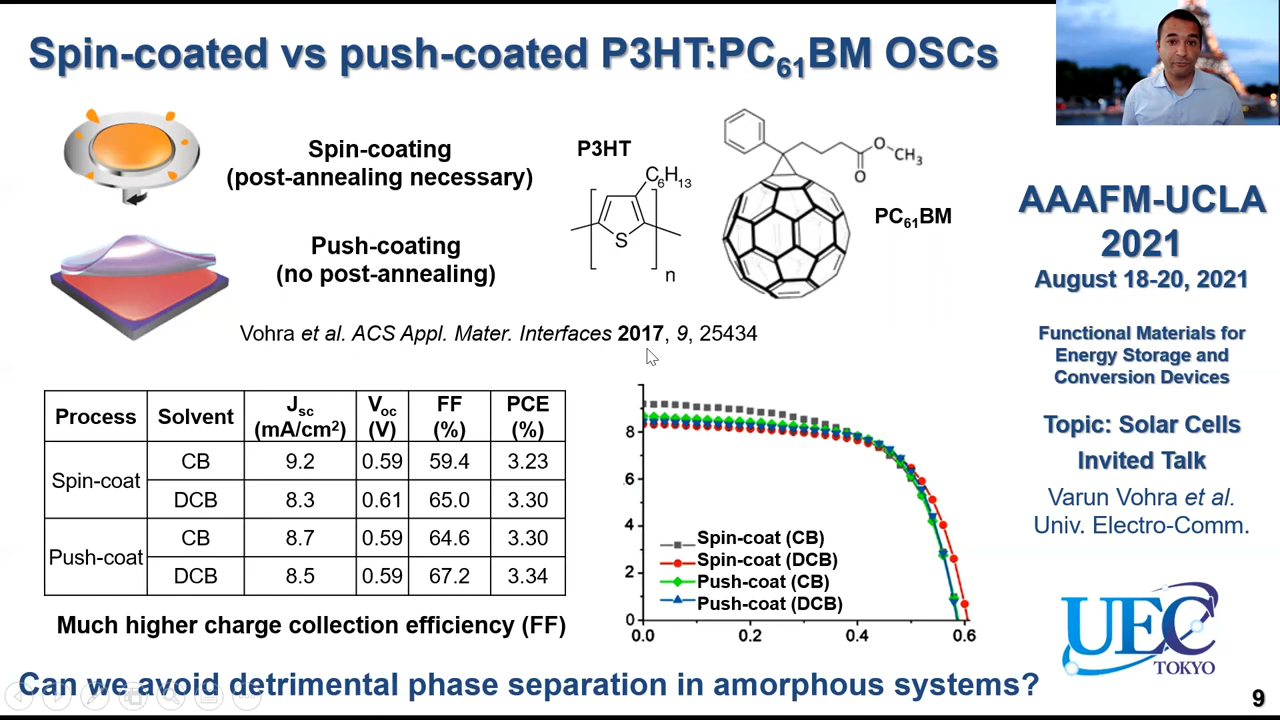 Spin-coated vs push-coated P3HT:PC61BM OSCs
Spin-coating
(post-annealing necessary)
Push-coating
(no post-annealing)
P3HT
C6H13
S
n
O
CH3
O
PC61BM
Vohra et al. ACS Appl. Mater. Interfaces 2017, 9, 25434
Process Solvent Jsc (mA/cm2) Voc (V) FF (%) PCE (%)
Spin-coat CB 9.2 0.59 59.4 3.23
DCB 8.3 0.61 65.0 3.30
Push-coat CB 8.7 0.59 64.6 3.30
DCB 8.5 0.59 67.2 3.34
Much higher charge collection efficiency (FF)
8
6
4
2
0
0.0 0.2 0.4 0.6
Spin-coat (CB)
Spin-coat (DCB)
Push-coat (CB)
Push-coat (DCB)
Can we avoid detrimental phase separation in amorphous systems?
AAAFM-UCLA
2021
August 18-20, 2021
Functional Materials for
Energy Storage and
Conversion Devices
Topic: Solar Cells
Invited Talk
Varun Vohra et al.
Univ. Electro-Comm.
UEC
TOKYO
9